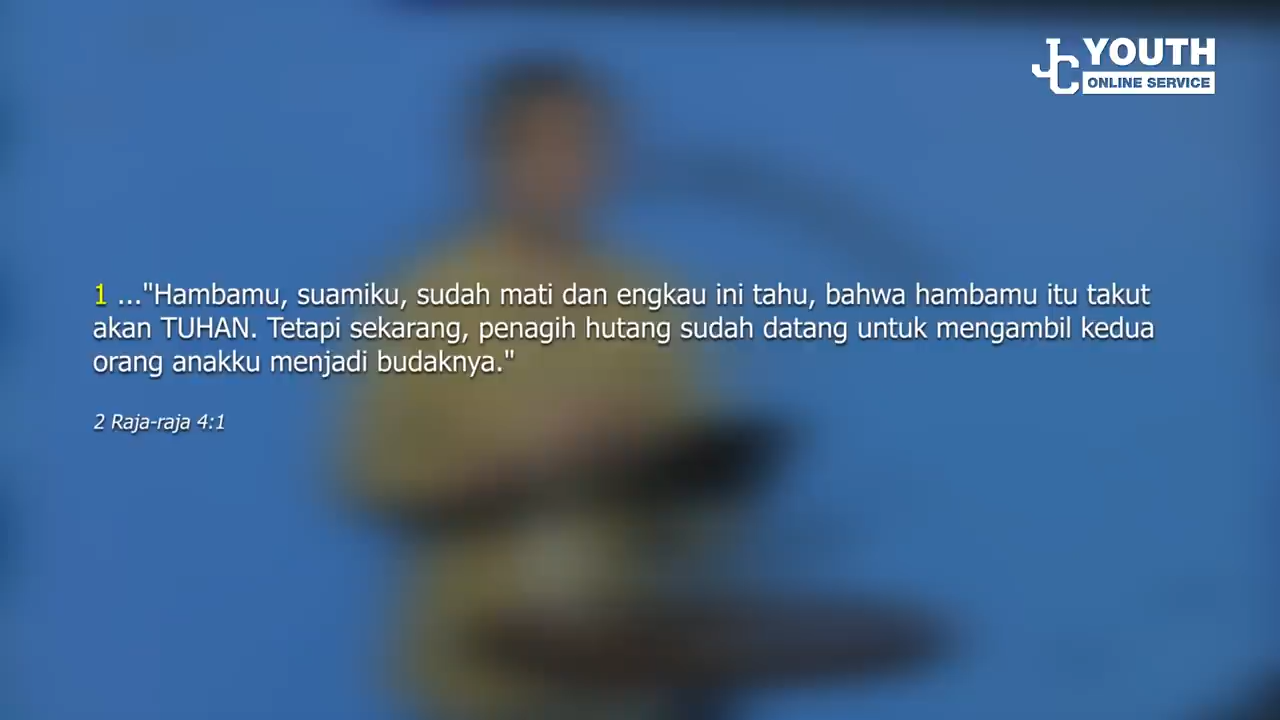 JC YOUTH
ONLINE SERVICE
1 ..."Hambamu, suamiku, sudah mati dan engkau ini tahu, bahwa hambamu itu takut
akan TUHAN. Tetapi sekarang, penagih hutang sudah datang untuk mengambil kedua
orang anakku menjadi budaknya."
2 Raja-raja 4:1